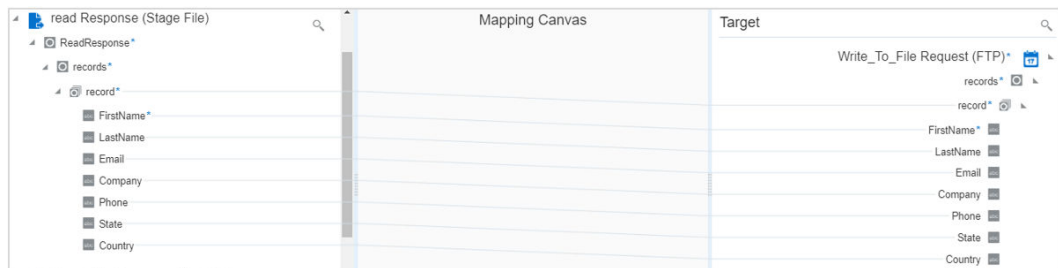 read Response (Stage File)
Mapping Canvas
Target
ReadResponse*
Write_To_File Request (FTP)*
17
records*
records*
record*
record*
FirstName*
FirstName*
LastName
LastName
Email
Email
Company
Company
Phone
Phone
State
State
Country
Country